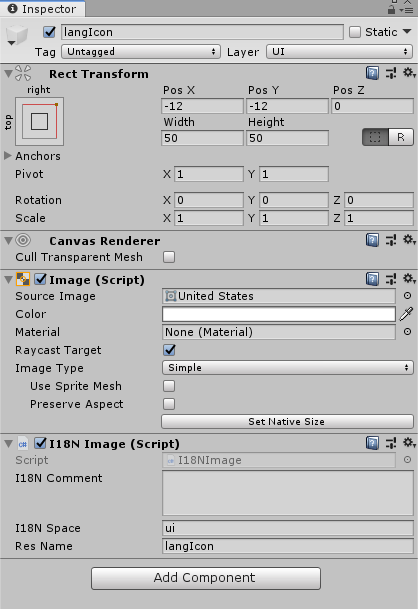 Inspector
langIcon
Static
Tag Untagged Layer UI
Rect Transform
right
top
Pos X Pos Y Pos Z
-12 -12 0
Width Height
50 50
R
Anchors
Pivot X 1 Y 1
Rotation X 0 Y 0 Z 0
Scale X 1 Y 1 Z 1
Canvas Renderer
Cull Transparent Mesh
Image (Script)
Source Image United States
Color
Material None (Material)
Raycast Target
Image Type Simple
Use Sprite Mesh
Preserve Aspect
Set Native Size
I18N Image (Script)
Script I18NImage
I18N Comment
I18N Space ui
Res Name langIcon
Add Component